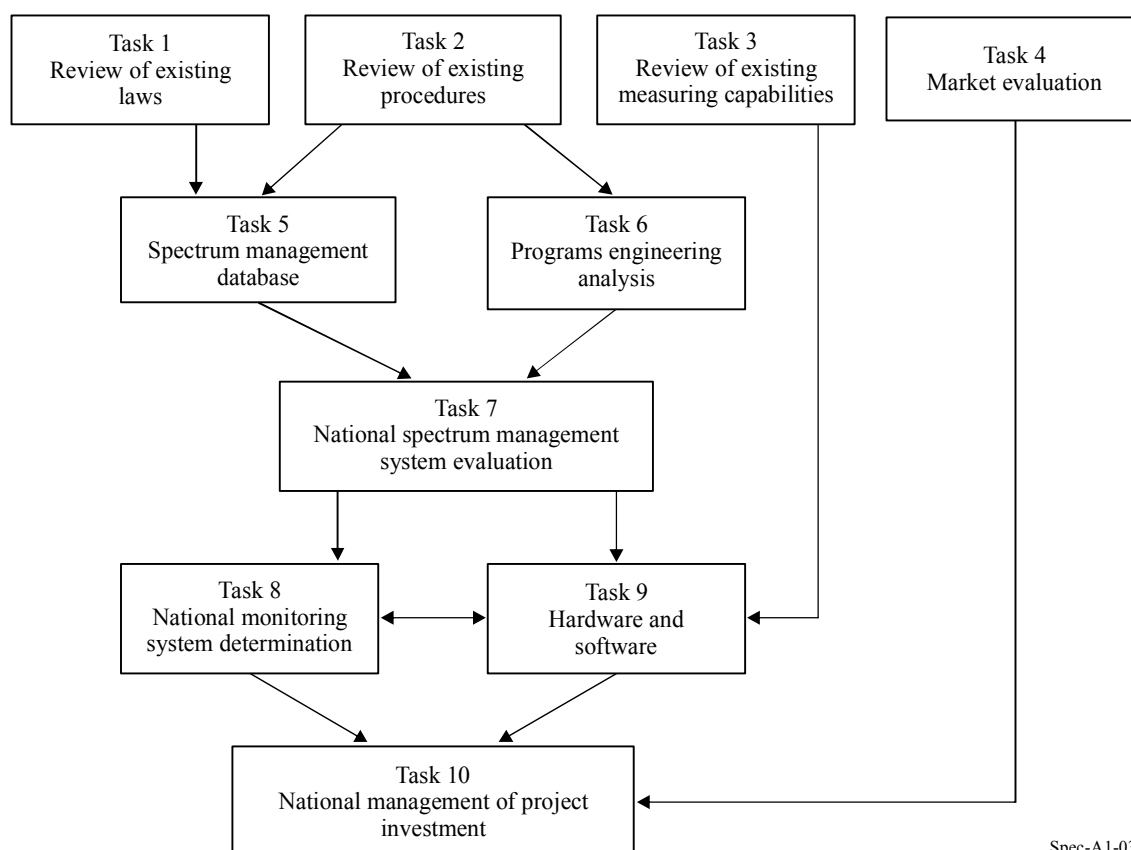 Task 1
Review of existing
laws
Task 2
Review of existing
procedures
Task 3
Review of existing
measuring capabilities
Task 4
Market evaluation
Task 5
Spectrum management
database
Task 6
Programs engineering
analysis
Task 7
National spectrum management
system evaluation
Task 8
National monitoring
system determination
Task 9
Hardware and
software
Task 10
National management of project
investment
Spec-A1-03